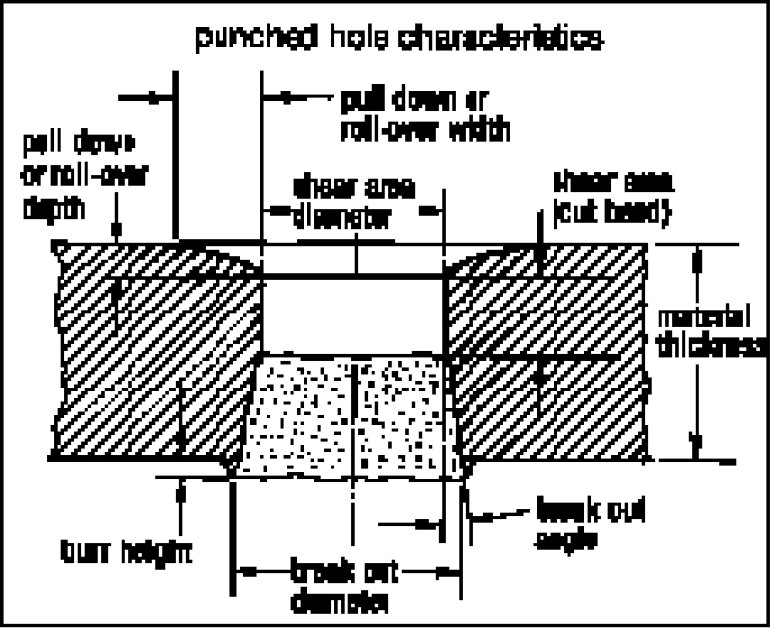 punched hole characteristics
pull down or
roll-over width
pull down
or roll-over
depth
shear area
diameter
shear area
(cut band)
material
thickness
burr height
break out
angle
break out
diameter